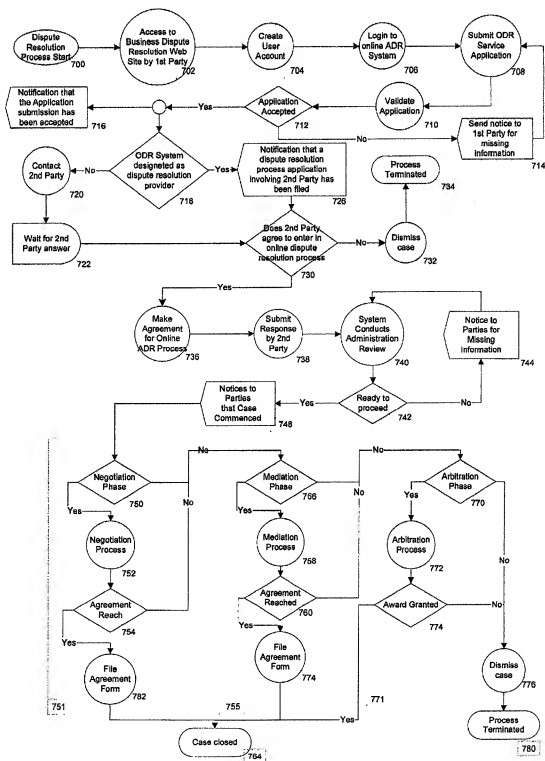 Dispute
Resolution
Process Start
700
Access to
Business Dispute
Resolution Web
Site by 1st Party
702
Create
User
Account
704
Login to
online ADR
System
706
Submit ODR
Service
Application
708
Notification that
the Application
submission has
been accepted
716
Yes
Application
Accepted
712
Validate
Application
710
No
Send notice to
1st Party for
missing
Information
714
Contact
2nd Party
720
No
ODR System
designeted as
dispute resolution
provider
718
Yes
Notification that a
dispute resolution
process application
involving 2nd Party has
been filed
726
Process
Terminated
734
Wait for 2nd
Party answer
722
Does 2nd Party
agree to enter in
online dispute
resolution process
730
No
Dismiss
case
732
Yes
Make
Agreement
for Online
ADR Process
736
Submit
Response
by 2nd
Party
738
System
Conducts
Administration
Review
740
Notice to
Parties for
Missing
Information
744
Notices to
Parties
that Case
Commenced
748
Yes
Ready to
proceed
742
No
No
No
Negotiation
Phase
750
No
Mediation
Phase
766
No
Arbitration
Phase
770
Yes
Yes
Yes
Negotiation
Process
752
Mediation
Process
758
Arbitration
Process
772
No
Agreement
Reach
754
Agreement
Reached
760
Award Granted
774
No
Yes
Yes
File
Agreement
Form
782
File
Agreement
Form
774
Dismiss
case
776
751
755
771
Yes
Case closed
764
Process
Terminated
780